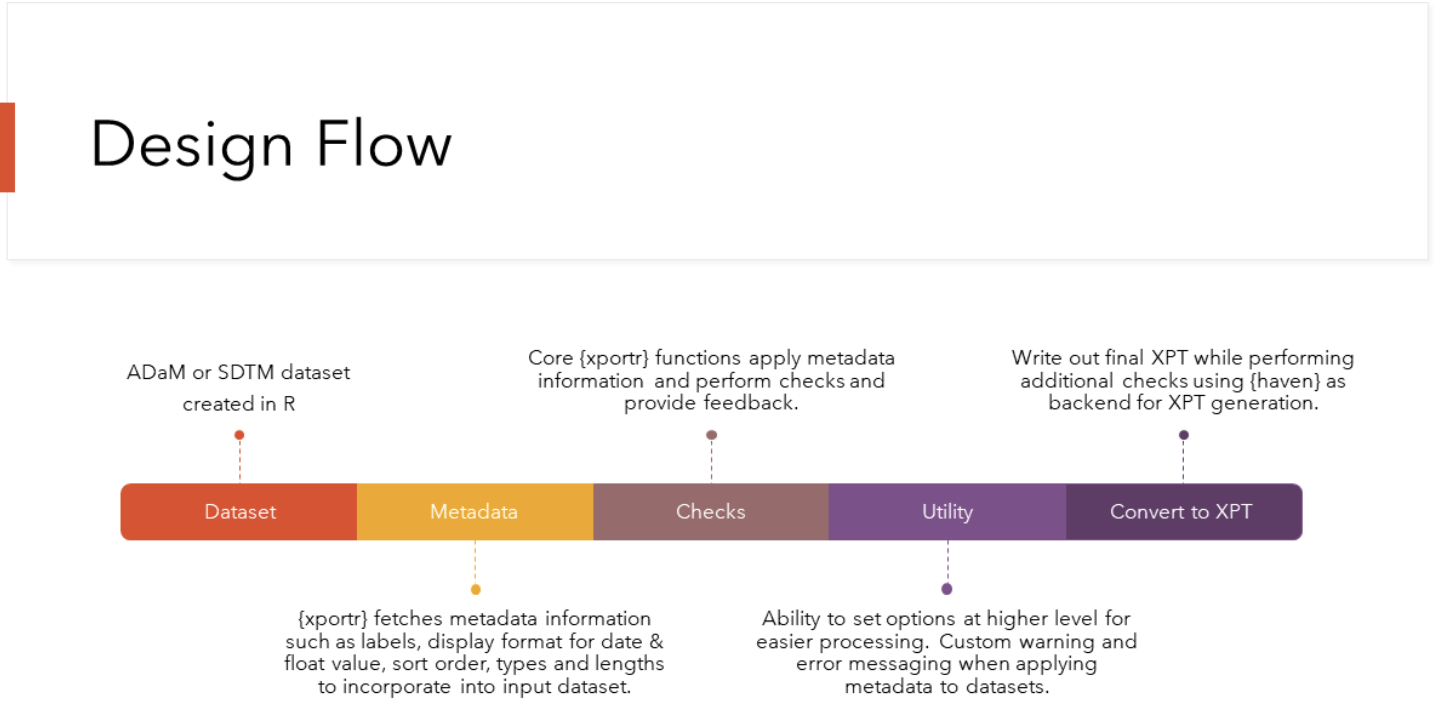 Design Flow
ADaM or SDTM dataset
created in R
Core {xportr} functions apply metadata
information and perform checks and
provide feedback.
Write out final XPT while performing
additional checks using {haven} as
backend for XPT generation.
Dataset
Metadata
Checks
Utility
Convert to XPT
{xportr} fetches metadata information
such as labels, display format for date &
float value, sort order, types and lengths
to incorporate into input dataset.
Ability to set options at higher level for
easier processing. Custom warning and
error messaging when applying
metadata to datasets.